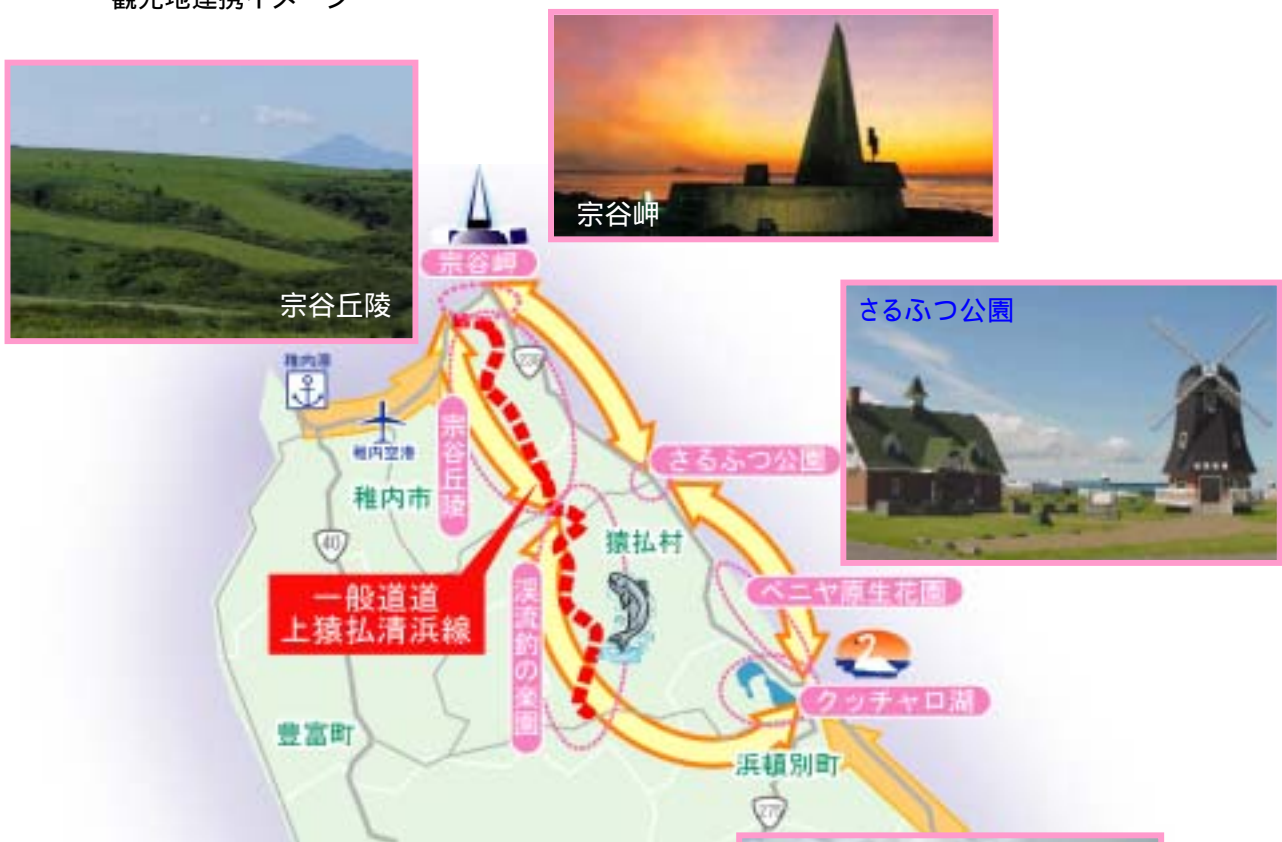 観光地連携イメージ
宗谷岬
宗谷丘陵
さるふつ公園
宗谷岬
稚内港
238
宗谷丘陵
稚内空港
さるふつ公園
稚内市
40
猿払村
一般道道
上猿払清浜線
渓流釣の楽園
ベニヤ原生花園
クッチャロ湖
豊富町
浜頓別町
275